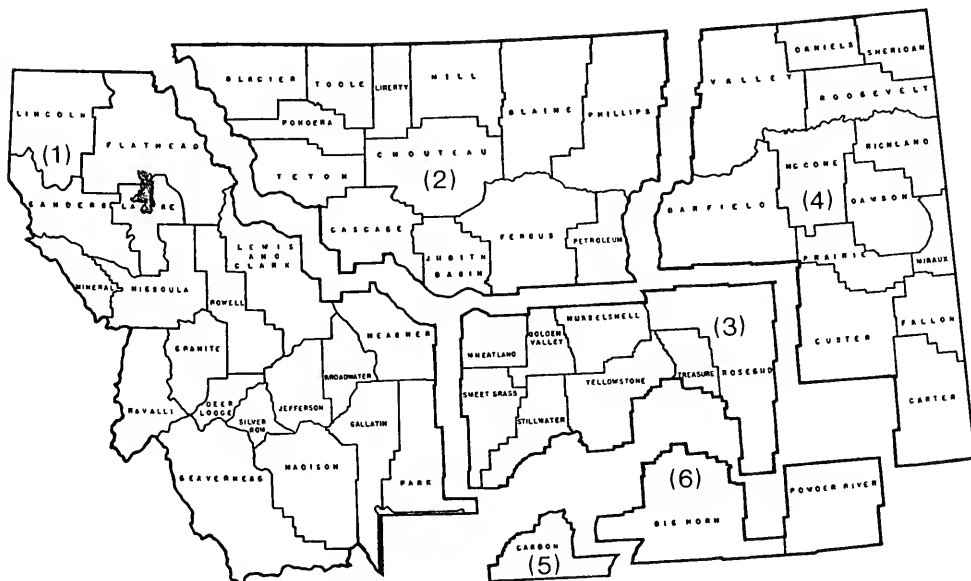 LINCOLN
(1)
FLATHEAD
SANDERS
LAKE
MINERAL
MISSOULA
POWELL
LEWIS
AND
CLARK
GRANITE
RAVALLI
DEER
LODGE
SILVER
BOW
JEFFERSON
BROADWATER
MEAGHER
GALLATIN
PARK
BEAVERHEAD
MADISON
GLACIER
TOOLE
LIBERTY
HILL
BLAINE
PHILLIPS
PONDERA
TETON
CHOUTEAU
(2)
CASCADE
JUDITH
BASIN
FERGUS
PETROLEUM
WHEATLAND
GOLDEN
VALLEY
MUSSELSHELL
(3)
SWEET GRASS
STILLWATER
YELLOWSTONE
TREASURE
ROSEBUD
VALLEY
DANIELS
SHERIDAN
ROOSEVELT
RICHLAND
MCCONE
(4)
GARFIELD
DAWSON
PRAIRIE
WIBAUX
CUSTER
FALLON
CARTER
CARBON
(5)
(6)
BIG HORN
POWDER RIVER